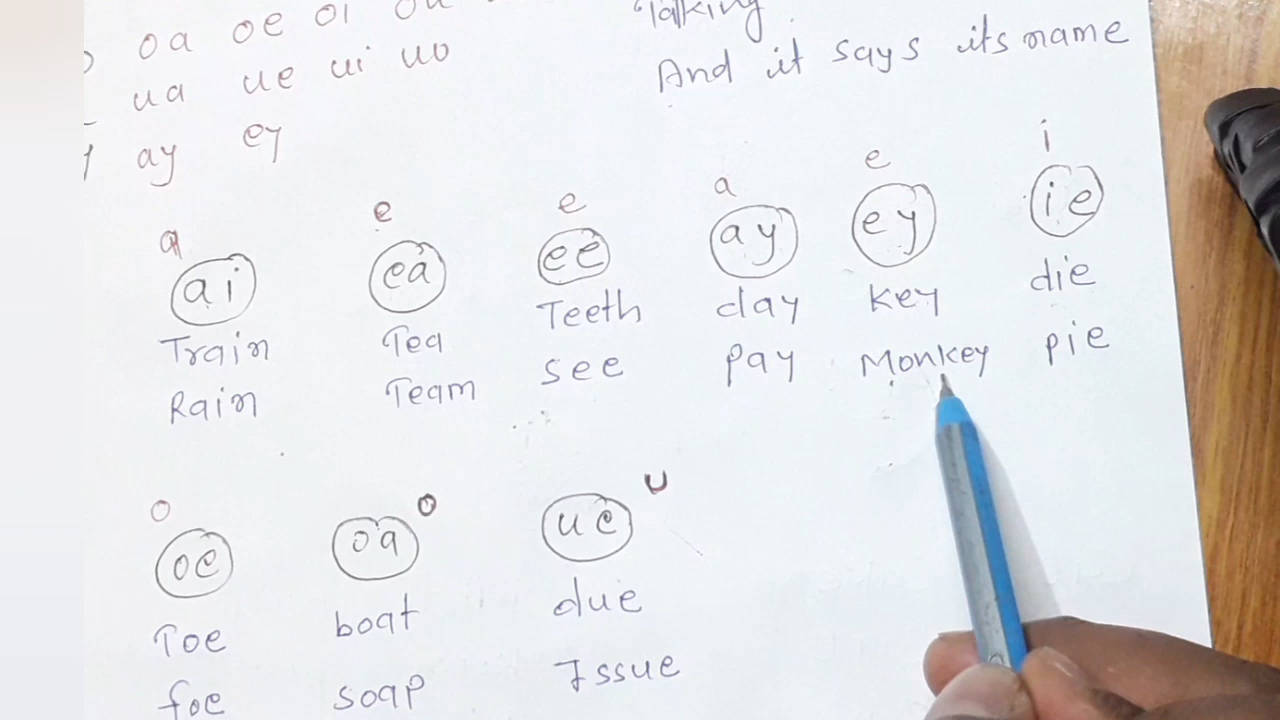 oa oe oi
ua ue ui uo
ay ey
Talking
And it says its name
a e e a e i
ai ea ee ay ey ie
Train Tea Teeth clay key die
Rain Team see pay Monkey pie
o o u
oe oa ue
Toe boat due
foe soap Issue